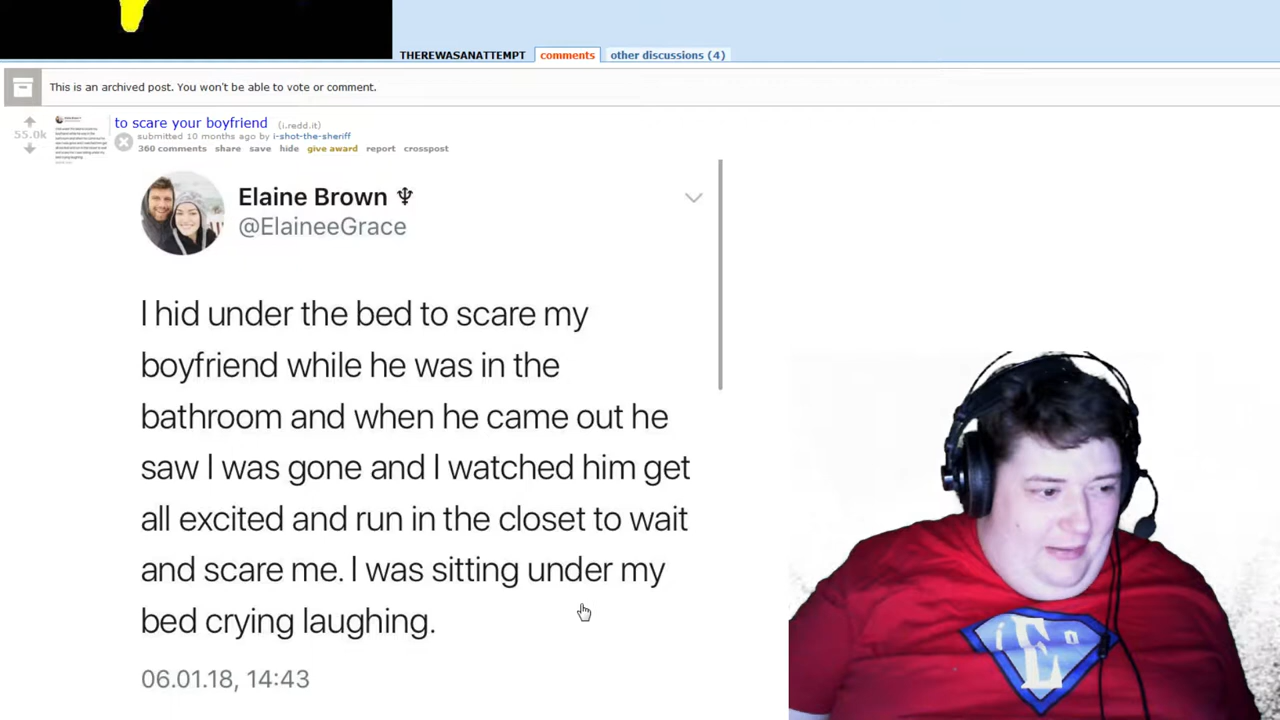 THEREWASANATTEMPT comments other discussions (4)
This is an archived post. You won't be able to vote or comment.
to scare your boyfriend (i.redd.it)
submitted 10 months ago by i-shot-the-sheriff
55.0k
360 comments share save hide give award report crosspost
Elaine Brown ♆
@ElaineeGrace
I hid under the bed to scare my
boyfriend while he was in the
bathroom and when he came out he
saw I was gone and I watched him get
all excited and run in the closet to wait
and scare me. I was sitting under my
bed crying laughing.
06.01.18, 14:43